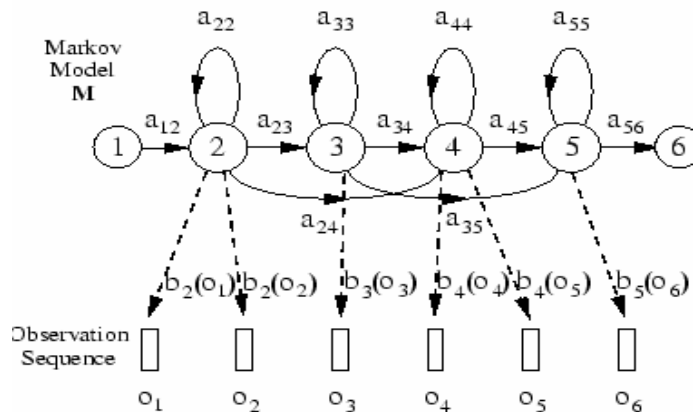 a22 a33 a44 a55
Markov
Model
M
a12 a23 a34 a45 a56
1 2 3 4 5 6
a24 a35
b2(o1) b2(o2) b3(o3) b4(o4) b4(o5) b5(o6)
Observation
Sequence
o1 o2 o3 o4 o5 o6